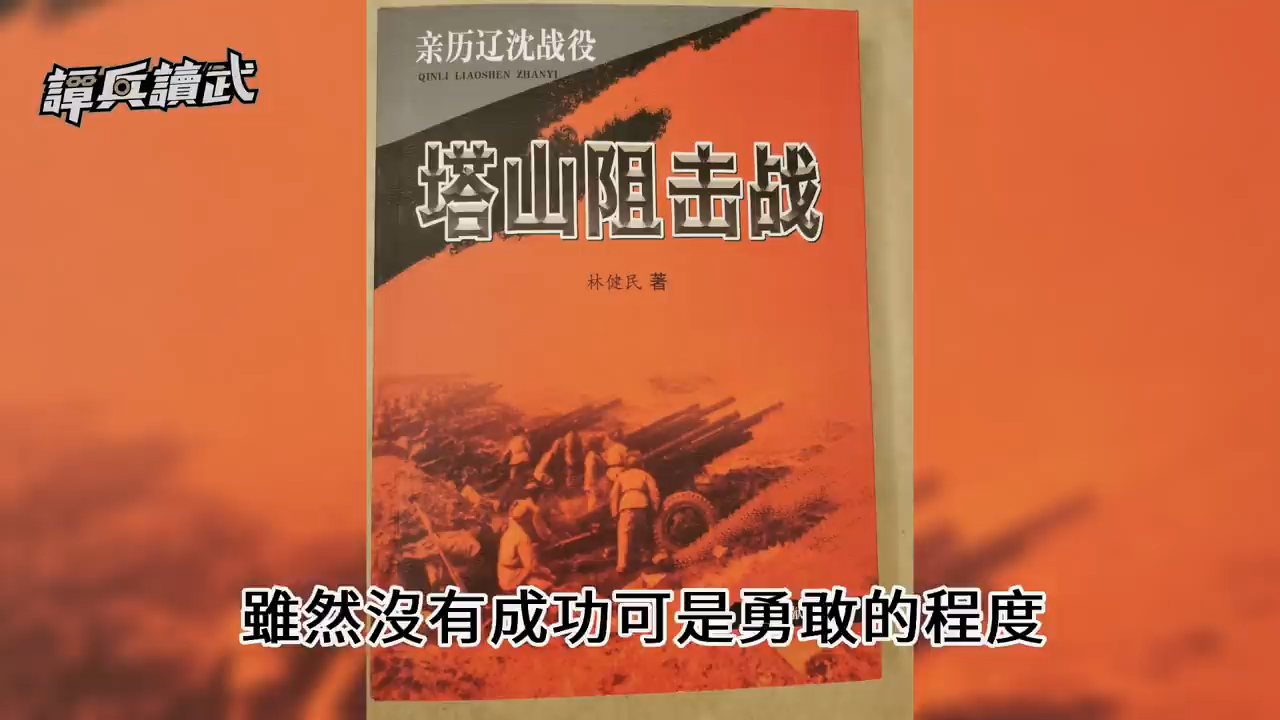 譚兵讀武
亲历辽沈战役
QINLI LIAOSHEN ZHANYI
塔山阻击战
林健民 著
雖然沒有成功可是勇敢的程度